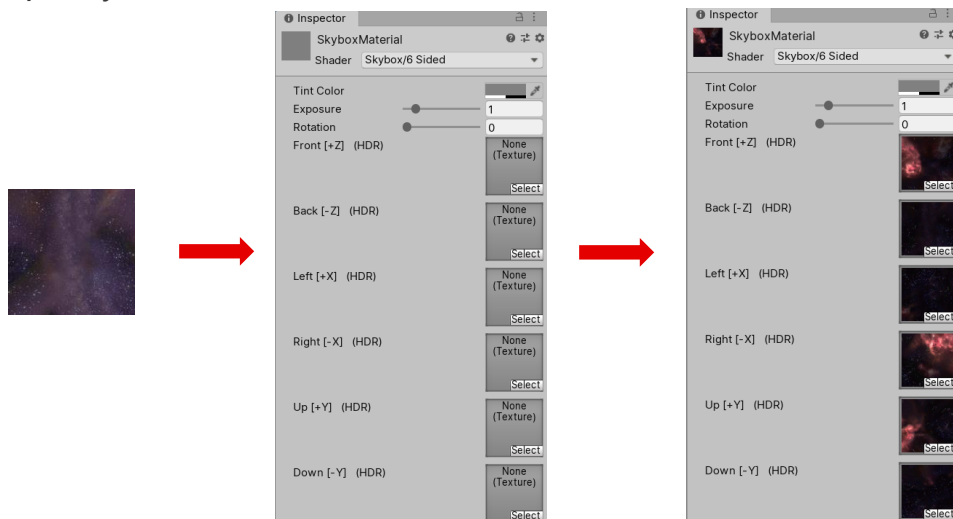 Inspector
SkyboxMaterial
Shader Skybox/6 Sided
Tint Color
Exposure 1
Rotation 0
Front [+Z] (HDR)
None
(Texture)
Select
Back [-Z] (HDR)
None
(Texture)
Select
Left [+X] (HDR)
None
(Texture)
Select
Right [-X] (HDR)
None
(Texture)
Select
Up [+Y] (HDR)
None
(Texture)
Select
Down [-Y] (HDR)
None
(Texture)
Select
Inspector
SkyboxMaterial
Shader Skybox/6 Sided
Tint Color
Exposure 1
Rotation 0
Front [+Z] (HDR)
Select
Back [-Z] (HDR)
Select
Left [+X] (HDR)
Select
Right [-X] (HDR)
Select
Up [+Y] (HDR)
Select
Down [-Y] (HDR)
Select